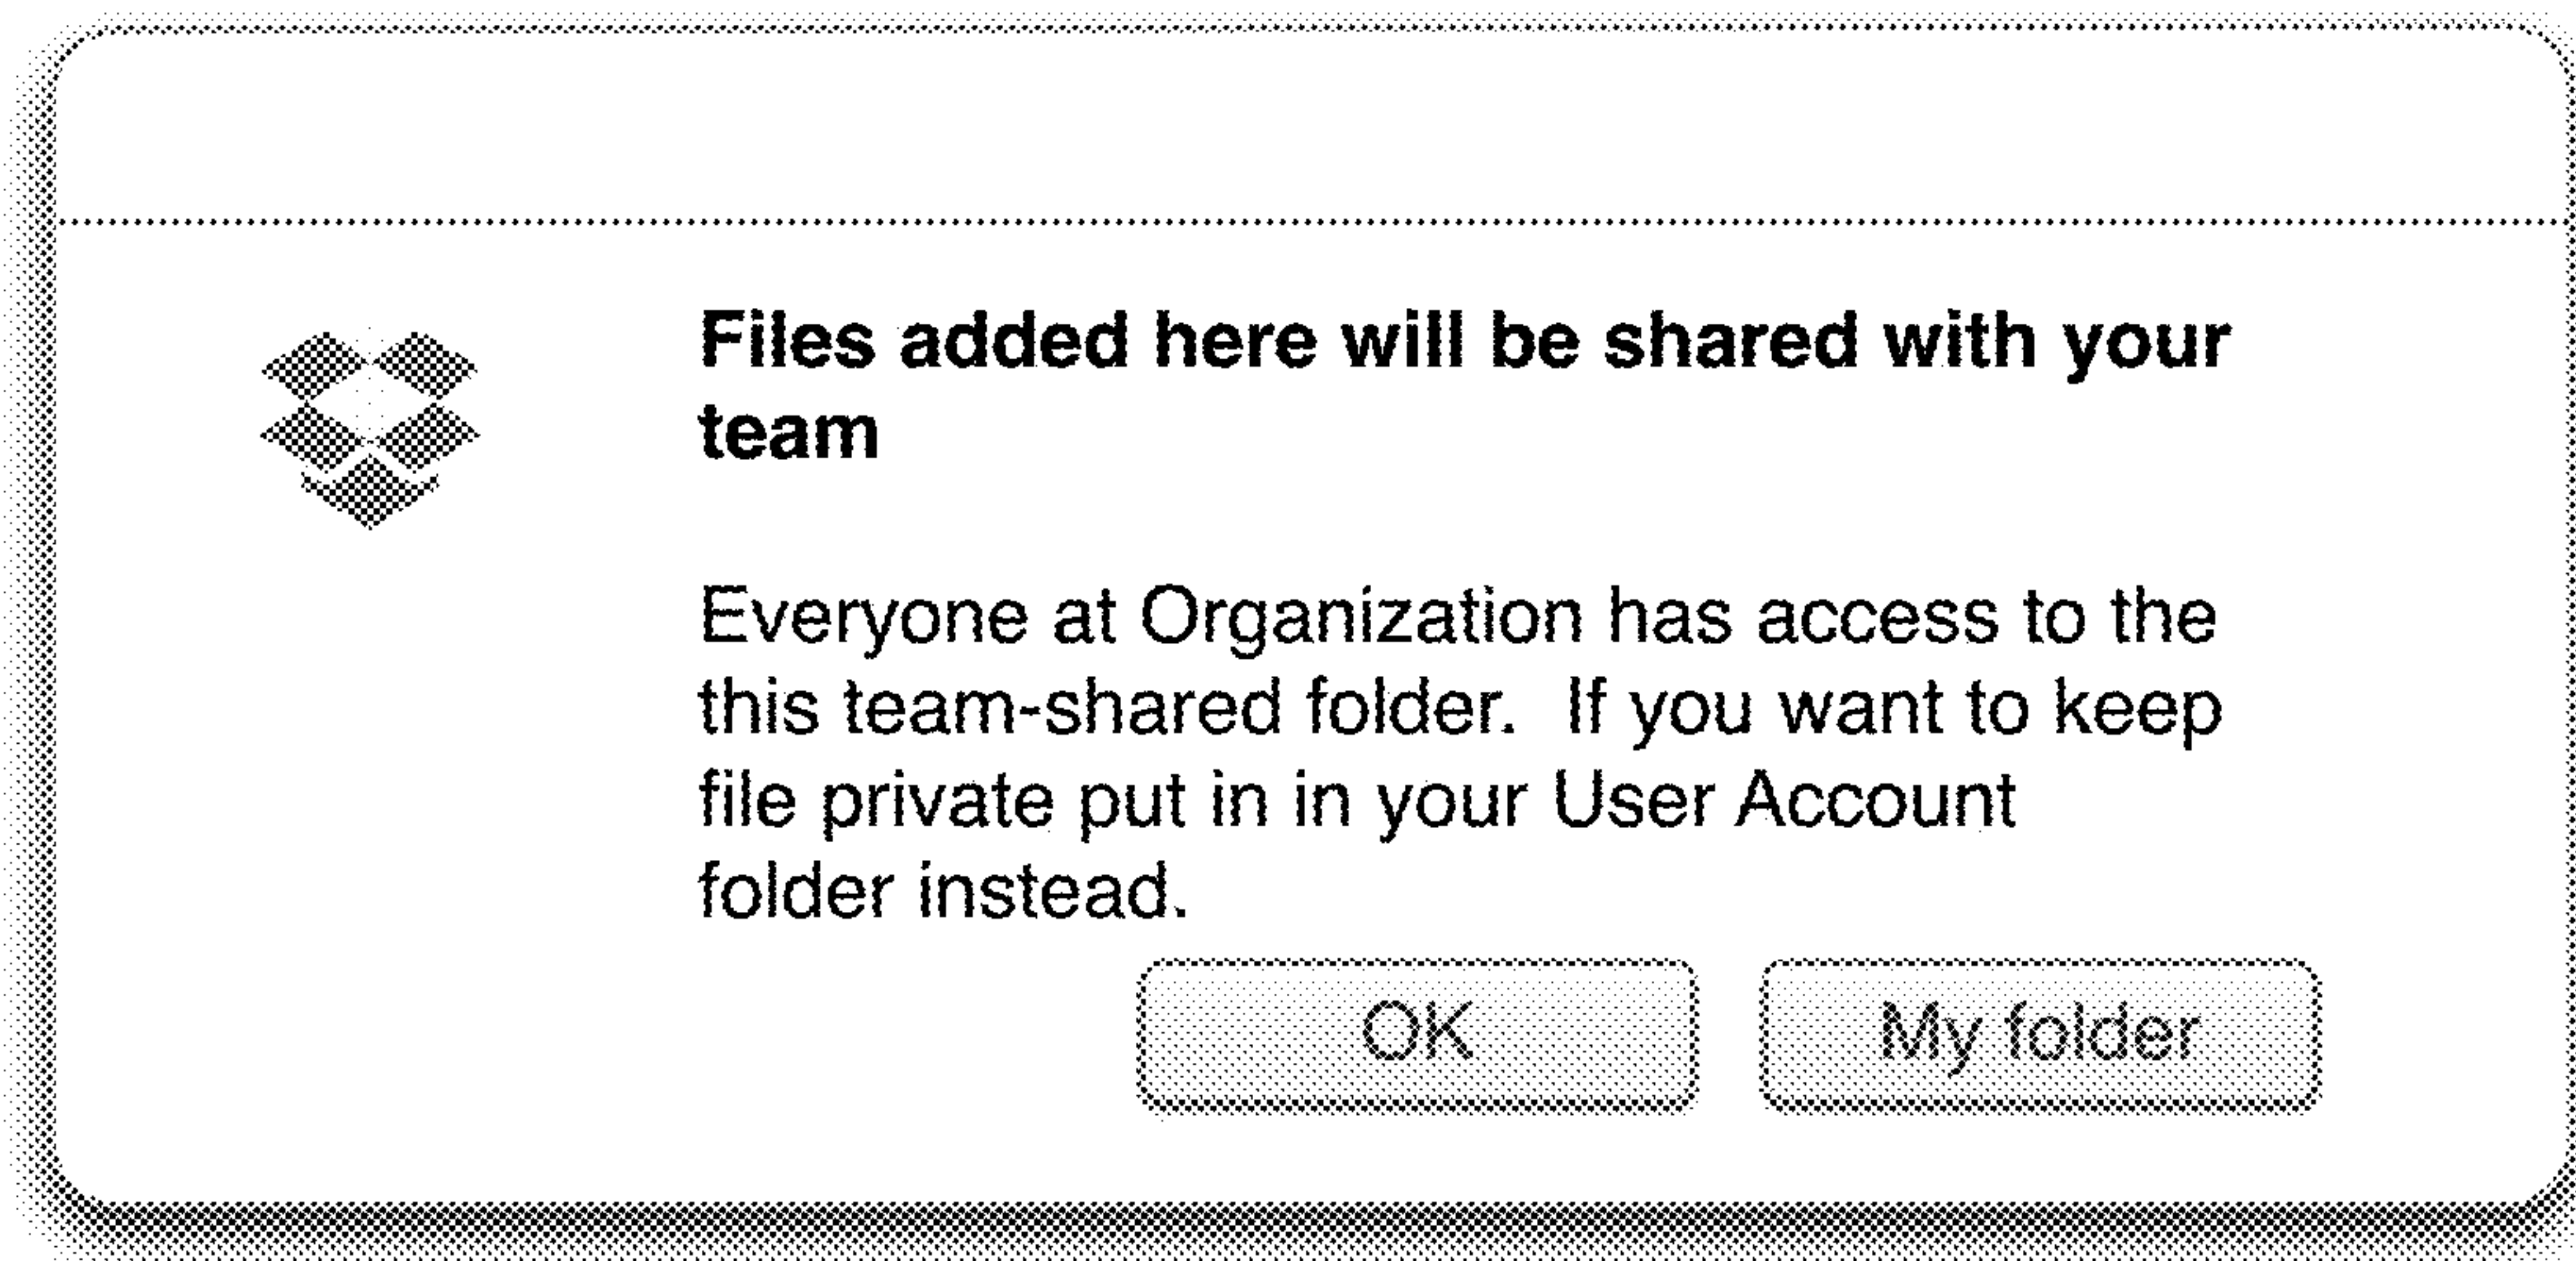 Files added here will be shared with your
team
Everyone at Organization has access to the
this team-shared folder.  If you want to keep
file private put in in your User Account
folder instead.
OK
My folder